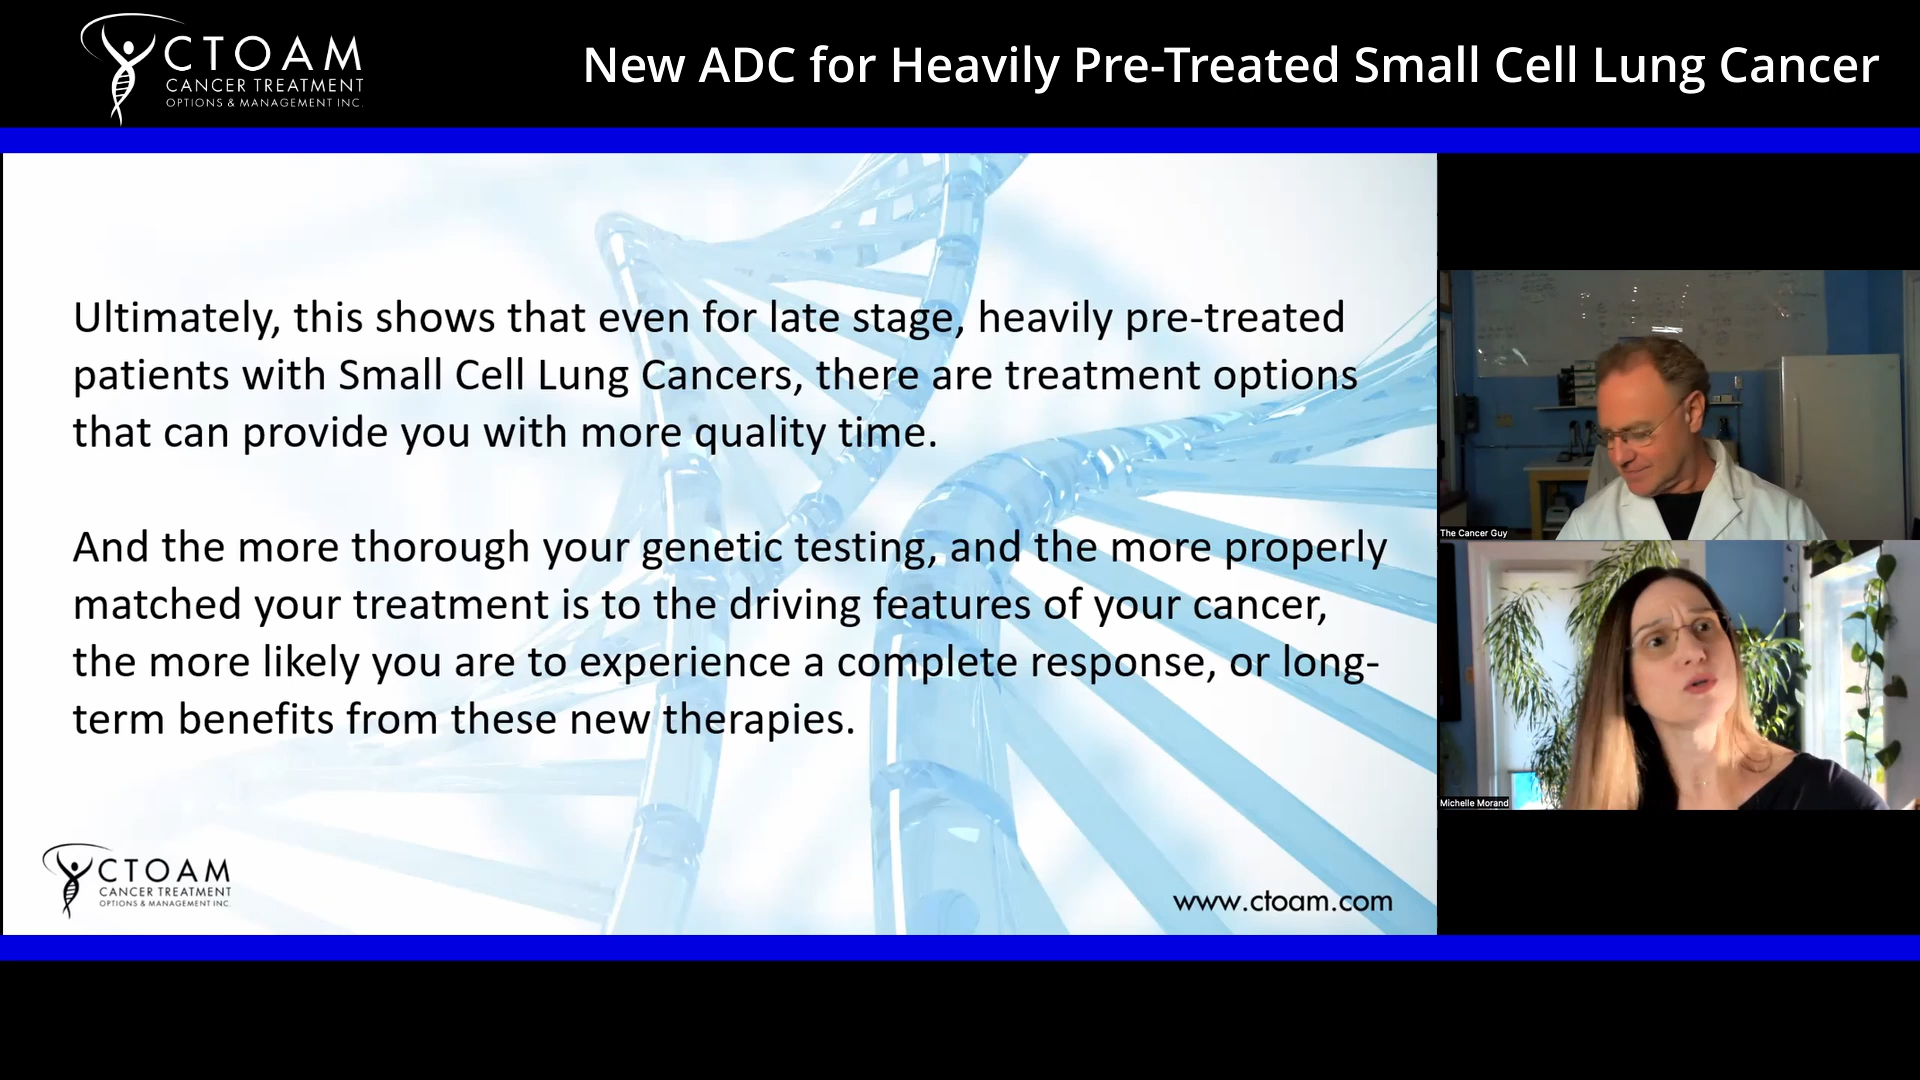 CTOAM
CANCER TREATMENT
OPTIONS & MANAGEMENT INC.
New ADC for Heavily Pre-Treated Small Cell Lung Cancer
Ultimately, this shows that even for late stage, heavily pre-treated
patients with Small Cell Lung Cancers, there are treatment options
that can provide you with more quality time.
And the more thorough your genetic testing, and the more properly
matched your treatment is to the driving features of your cancer,
the more likely you are to experience a complete response, or long-
term benefits from these new therapies.
CTOAM
CANCER TREATMENT
OPTIONS & MANAGEMENT INC.
www.ctoam.com
The Cancer Guy
Michelle Morand